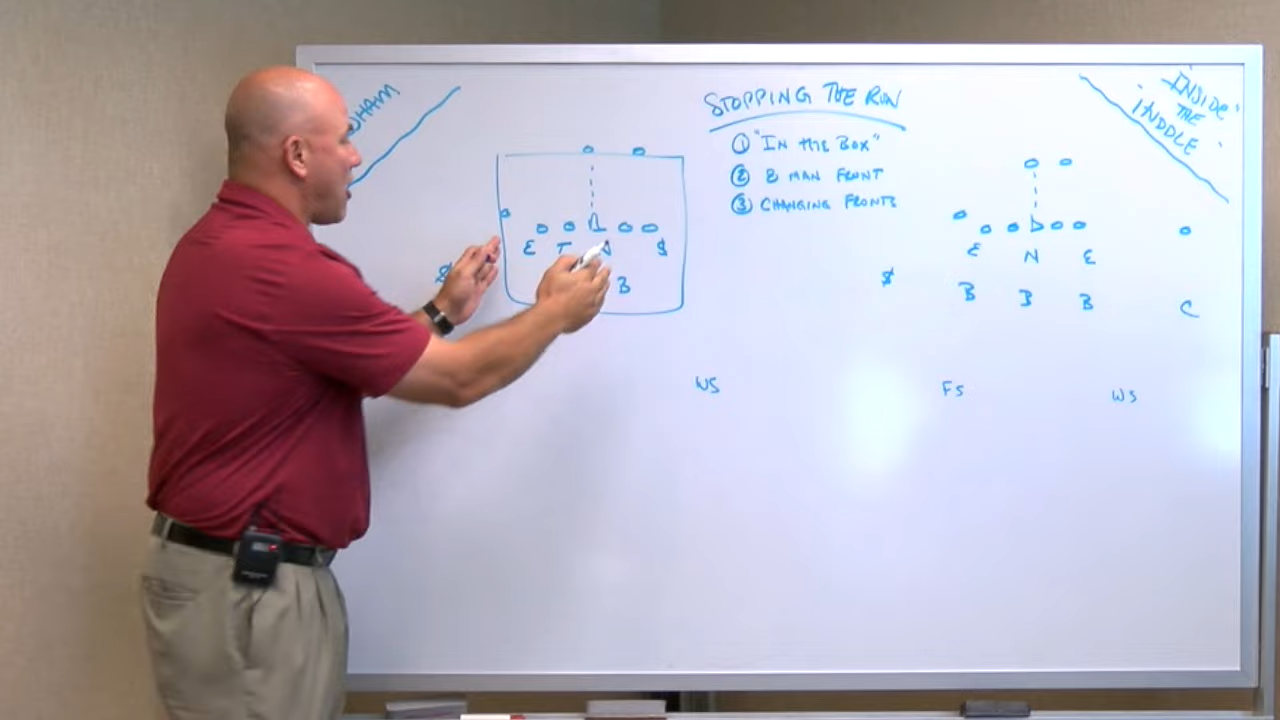 STOPPING THE RUN
① "IN THE BOX"
② 8 MAN FRONT
③ CHANGING FRONTS
HAM
"INSIDE
THE
E T $
B
WS
E N E
$ B B B C
FS WS